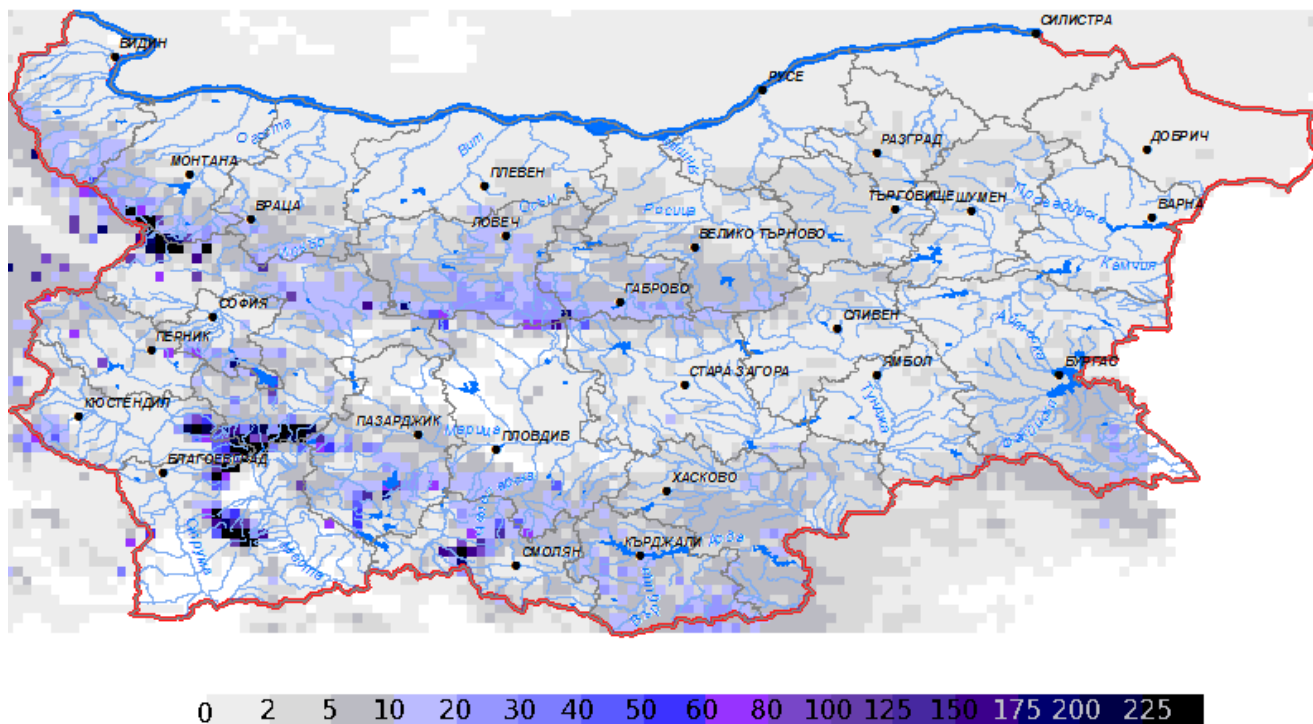 СИЛИСТРА
ВИДИН
РУСЕ
Огоста
РАЗГРАД
ДОБРИЧ
Вит
МОНТАНА
ПЛЕВЕН
ТЪРГОВИЩЕ
ШУМЕН
ВРАЦА
Росица
ВАРНА
ЛОВЕЧ
ВЕЛИКО ТЪРНОВО
Искър
Камчия
ГАБРОВО
СОФИЯ
СЛИВЕН
ПЕРНИК
ЯМБОЛ
БУРГАС
СТАРА ЗАГОРА
КЮСТЕНДИЛ
Тунджа
ПАЗАРДЖИК
Марица
ПЛОВДИВ
БЛАГОЕВГРАД
ХАСКОВО
Струма
Места
Арда
КЪРДЖАЛИ
СМОЛЯН
0 2 5 10 20 30 40 50 60 80 100 125 150 175 200 225